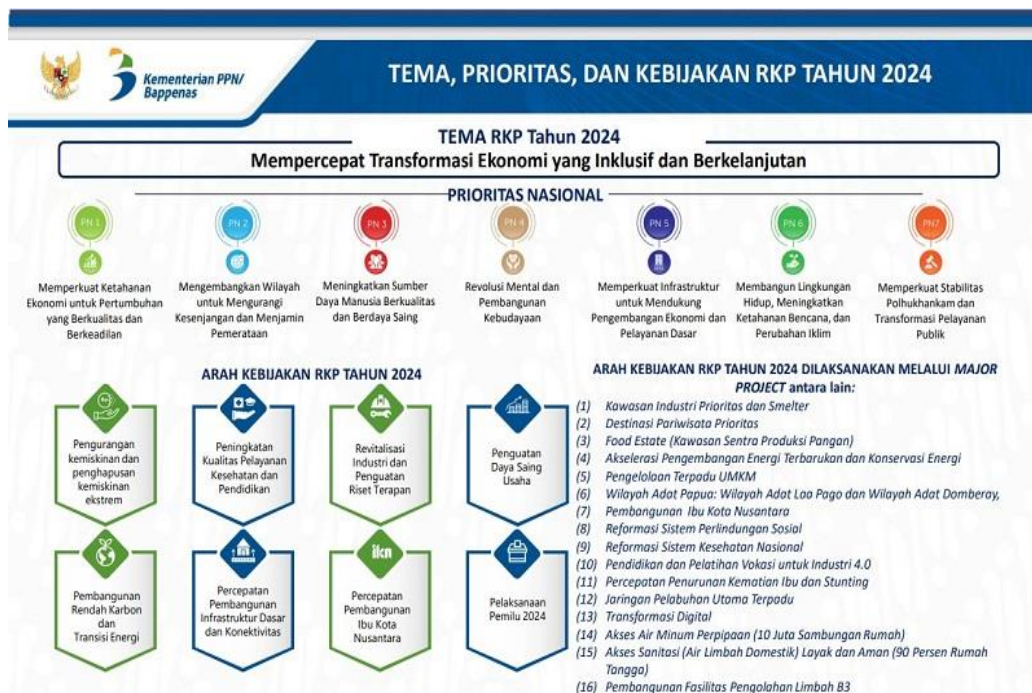 Kementerian PPN/
Bappenas
TEMA, PRIORITAS, DAN KEBIJAKAN RKP TAHUN 2024
TEMA RKP Tahun 2024
Mempercepat Transformasi Ekonomi yang Inklusif dan Berkelanjutan
PRIORITAS NASIONAL
PN 1
Memperkuat Ketahanan
Ekonomi untuk Pertumbuhan
yang Berkualitas dan
Berkeadilan
PN 2
Mengembangkan Wilayah
untuk Mengurangi
Kesenjangan dan Menjamin
Pemerataan
PN 3
Meningkatkan Sumber
Daya Manusia Berkualitas
dan Berdaya Saing
PN 4
Revolusi Mental dan
Pembangunan
Kebudayaan
PN 5
Memperkuat Infrastruktur
untuk Mendukung
Pengembangan Ekonomi dan
Pelayanan Dasar
PN 6
Membangun Lingkungan
Hidup, Meningkatkan
Ketahanan Bencana, dan
Perubahan Iklim
PN7
Memperkuat Stabilitas
Polhukhankam dan
Transformasi Pelayanan
Publik
ARAH KEBIJAKAN RKP TAHUN 2024
Pengurangan
kemiskinan dan
penghapusan
kemiskinan
ekstrem
Peningkatan
Kualitas Pelayanan
Kesehatan dan
Pendidikan
Revitalisasi
Industri dan
Penguatan
Riset Terapan
Penguatan
Daya Saing
Usaha
Pembangunan
Rendah Karbon
dan
Transisi Energi
Percepatan
Pembangunan
Infrastruktur Dasar
dan Konektivitas
ikn
Percepatan
Pembangunan
Ibu Kota
Nusantara
Pelaksanaan
Pemilu 2024
ARAH KEBIJAKAN RKP TAHUN 2024 DILAKSANAKAN MELALUI MAJOR
PROJECT antara lain:
(1) Kawasan Industri Prioritas dan Smelter
(2) Destinasi Pariwisata Prioritas
(3) Food Estate (Kawasan Sentra Produksi Pangan)
(4) Akselerasi Pengembangan Energi Terbarukan dan Konservasi Energi
(5) Pengelolaan Terpadu UMKM
(6) Wilayah Adat Papua: Wilayah Adat Laa Pago dan Wilayah Adat Domberay,
(7) Pembangunan Ibu Kota Nusantara
(8) Reformasi Sistem Perlindungan Sosial
(9) Reformasi Sistem Kesehatan Nasional
(10) Pendidikan dan Pelatihan Vokasi untuk Industri 4.0
(11) Percepatan Penurunan Kematian Ibu dan Stunting
(12) Jaringan Pelabuhan Utama Terpadu
(13) Transformasi Digital
(14) Akses Air Minum Perpipaan (10 Juta Sambungan Rumah)
(15) Akses Sanitasi (Air Limbah Domestik) Layak dan Aman (90 Persen Rumah
Tangga)
(16) Pembangunan Fasilitas Pengolahan Limbah B3